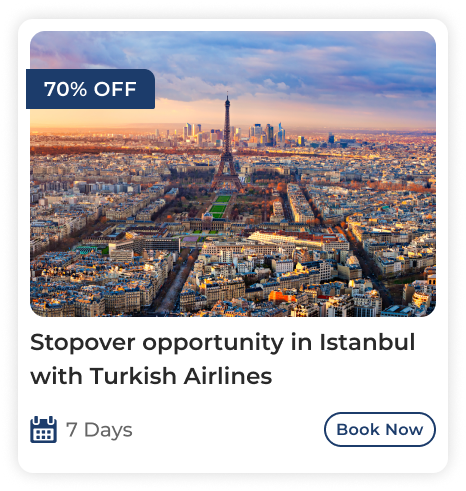 70% OFF
Stopover opportunity in Istanbul
with Turkish Airlines
7 Days
Book Now